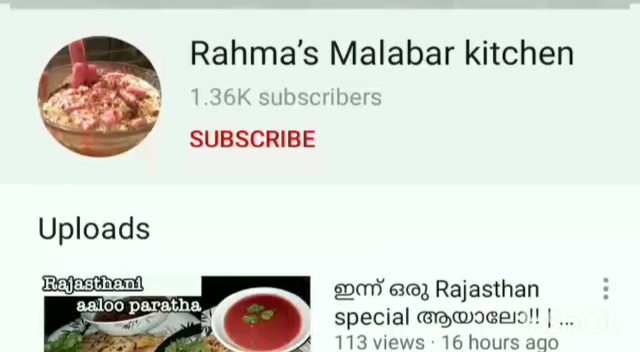 Rahma's Malabar kitchen
1.36K subscribers
SUBSCRIBE
Uploads
Rajasthani
aaloo paratha
ഇന്ന് ഒരു Rajasthan
special ആയാലോ!! | ...
113 views · 16 hours ago